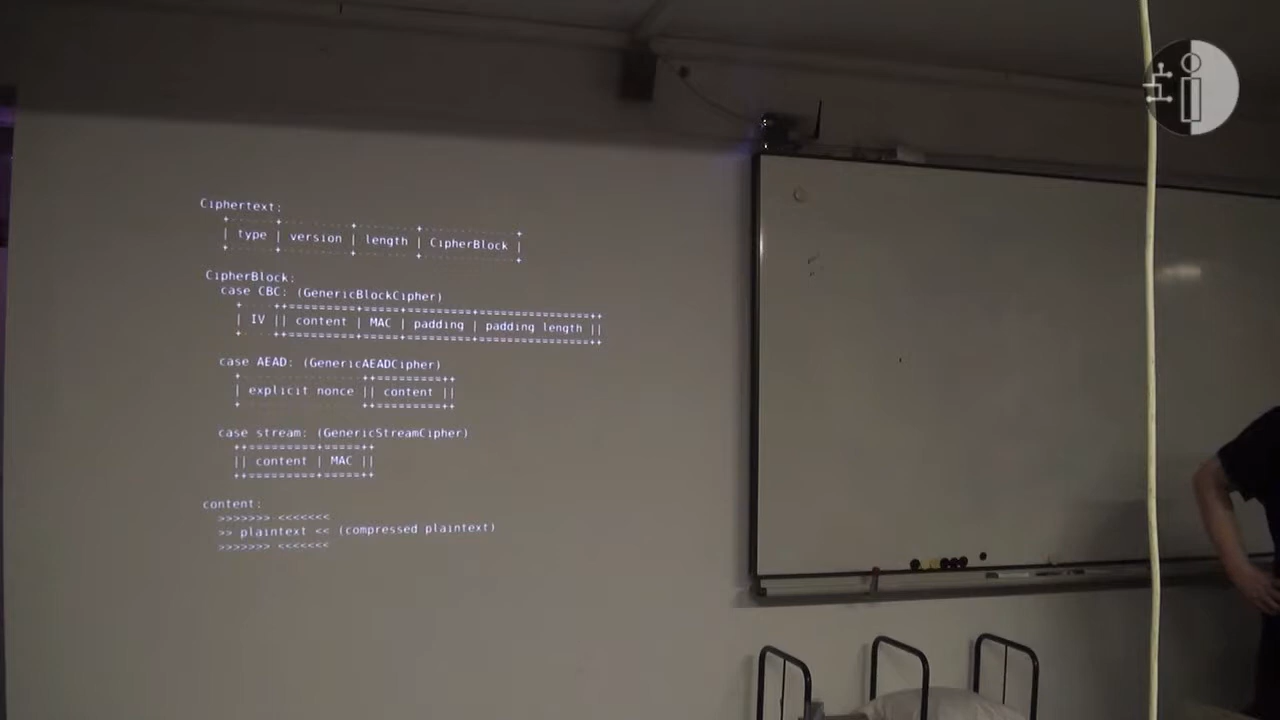 Ciphertext:
+-------+---------+--------+-------------+
| type | version | length | CipherBlock |
+-------+---------+--------+-------------+
CipherBlock:
case CBC: (GenericBlockCipher)
+----++=========+=====+=========+================++
| IV || content | MAC | padding | padding length ||
+----++=========+=====+=========+================++
case AEAD: (GenericAEADCipher)
+----------------++=========++
| explicit nonce || content ||
+----------------++=========++
case stream: (GenericStreamCipher)
++=========+=====++
|| content | MAC ||
++=========+=====++
content:
>>>>>>> <<<<<<<
>> plaintext << (compressed plaintext)
>>>>>>> <<<<<<<